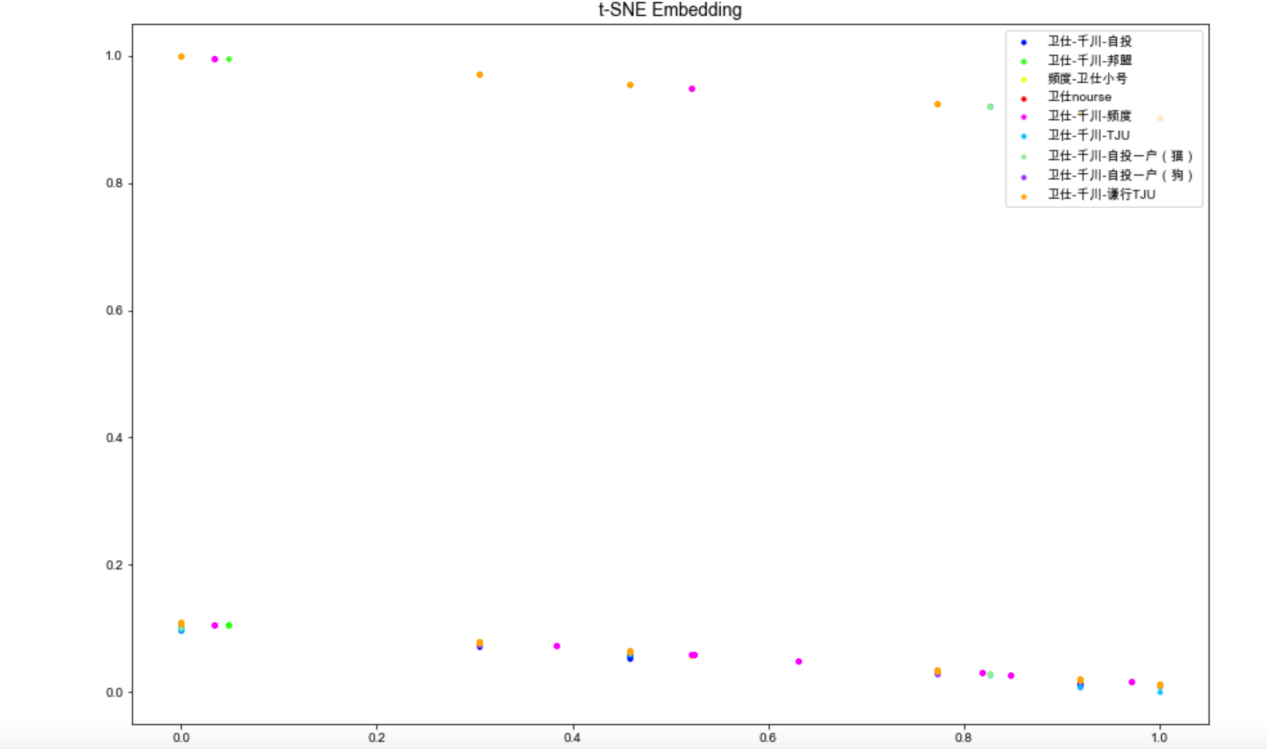 t-SNE Embedding
1.0
0.8
0.6
0.4
0.2
0.0
卫仕-千川-自投
卫仕-千川-邦盟
频度-卫仕小号
卫仕nourse
卫仕-千川-频度
卫仕-千川-TJU
卫仕-千川-自投一户（猫）
卫仕-千川-自投一户（狗）
卫仕-千川-谦行TJU
0.0 0.2 0.4 0.6 0.8 1.0